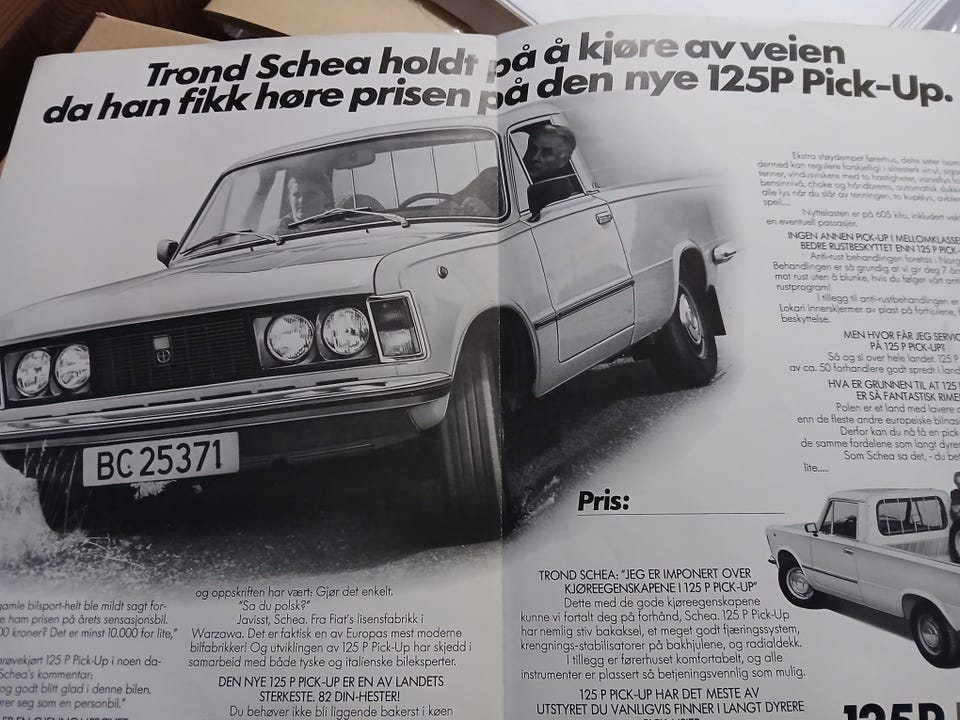 Trond Schea holdt på å kjøre av veien
da han fikk høre prisen på den nye 125P Pick-Up.
BC 25371
gamle bilsport-helt ble mildt sagt for-
ham prisen på årets sensasjonsbil.
00 kroner? Det er minst 10.000 for lite,"
prøvekjørt 125 P Pick-Up i noen da-
Schea's kommentar:
og godt blitt glad i denne bilen.
rer seg som en personbil."
og oppskriften har vært: Gjør det enkelt.
"Sa du polsk?"
Javisst, Schea. Fra Fiat's lisensfabrikk i
Warzawa. Det er faktisk en av Europas mest moderne
bilfabrikker! Og utviklingen av 125 P Pick-Up har skjedd i
samarbeid med både tyske og italienske bileksperter.
DEN NYE 125 P PICK-UP ER EN AV LANDETS
STERKESTE. 82 DIN-HESTER!
Du behøver ikke bli liggende bakerst i køen
Ekstra støydempet førerhus, delte seter (som
dermed kan regulere forskjellig) i slitesterk vinyl,
tenner, vindusviskere med to hastigheter,
bensinnivå, choke og håndbrems, automatisk
alle lys når du slår av tenningen, to kupélys,
speil....
Nyttelasten er på 605 kilo, inkludert
en eventuell passasjer.
INGEN ANNEN PICK-UP I MELLOMKLASSEN
BEDRE RUSTBESKYTTET ENN 125 P PICK-
Anti-rust behandlingen foretas i Norge
Behandlingen er så grundig at vi gir deg 7 års
mot rust uten å blunke, hvis du følger vårt anti-
rustprogram!
I tillegg til anti-rustbehandlingen er
Lokari innerskjermer av plast på forhjulene,
beskyttelse.
MEN HVOR FÅR JEG SERVICE
PÅ 125 P PICK-UP?
Så og si over hele landet. 125 P
av ca. 50 forhandlere godt spredt i landet
HVA ER GRUNNEN TIL AT 125
ER SÅ FANTASTISK
Polen er et land med lavere
enn de fleste andre europeiske
Derfor kan du nå få en pick-
de samme fordelene som langt
Som Schea sa det, - du
lite.....
Pris:
TROND SCHEA: "JEG ER IMPONERT OVER
KJØREEGENSKAPENE I 125 P PICK-UP"
Dette med de gode kjøreegenskapene
kunne vi fortalt deg på forhånd, Schea. 125 P Pick-Up
har nemlig stiv bakaksel, et meget godt fjæringssystem,
krengnings-stabilisatorer på bakhjulene, og radialdekk.
I tillegg er førerhuset komfortabelt, og alle
instrumenter er plassert så betjeningsvennlig som mulig.
125 P PICK-UP HAR DET MESTE AV
UTSTYRET DU VANLIGVIS FINNER I LANGT DYRERE
125P